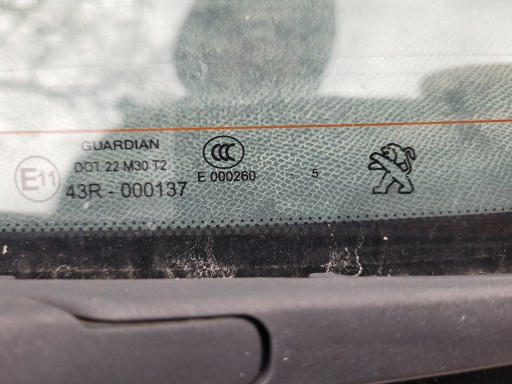 GUARDIAN
DOT 22 M30 T2
E11
43R - 000137
CCC
E 000260
. . 5